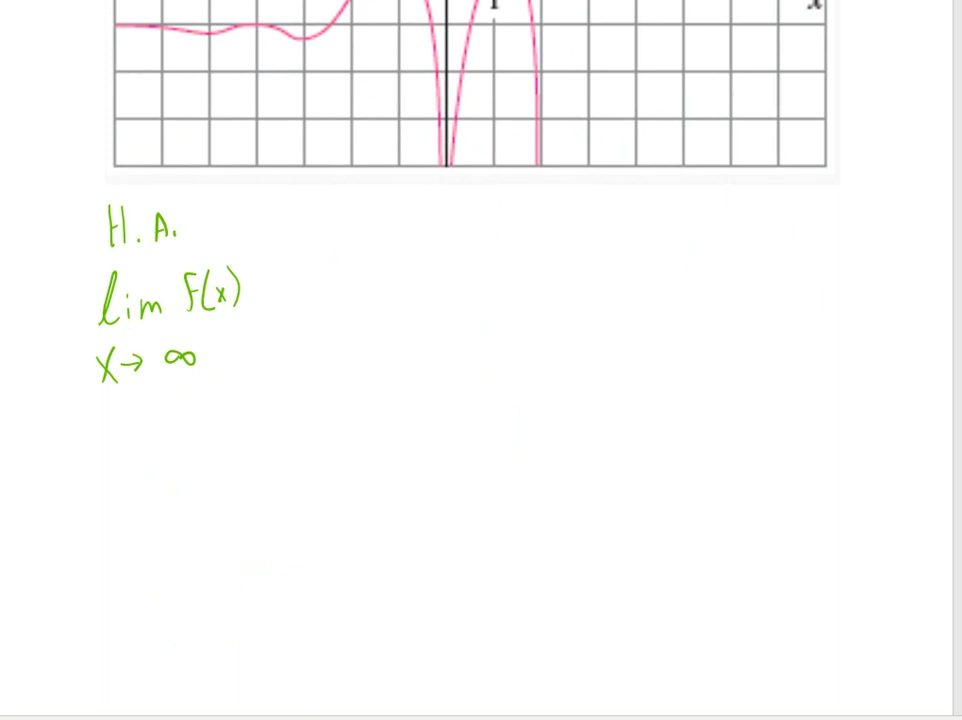 H.A.
lim f(x)
x→ ∞